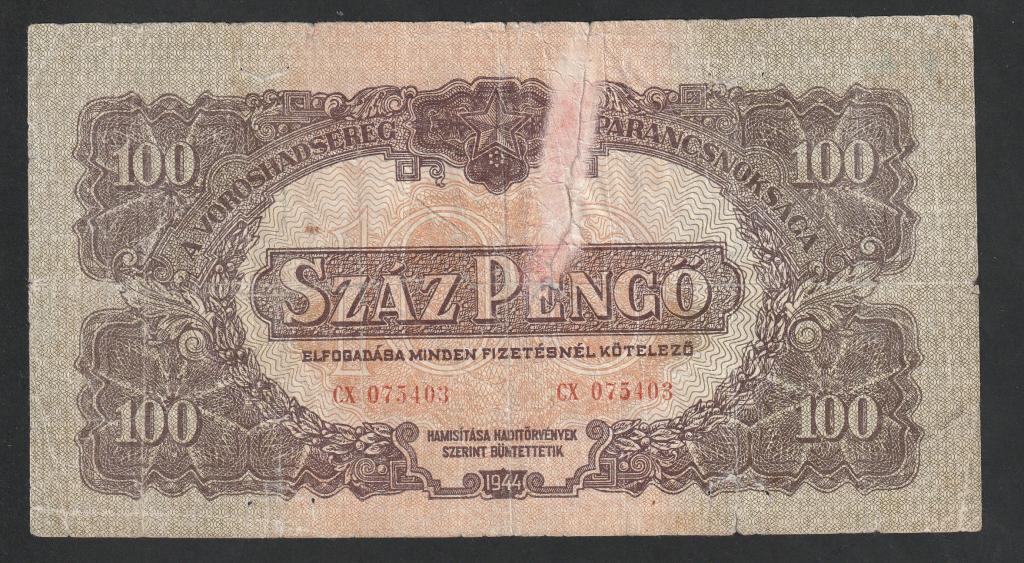 A VÖRÖSHADSEREG PARANCSNOKSÁGA
100 100
SZÁZ PENGŐ
ELFOGADÁSA MINDEN FIZETÉSNÉL KÖTELEZŐ
CX 075403 CX 075403
100 100
HAMISÍTÁSA HADITÖRVÉNYEK
SZERINT BÜNTETTETIK
1944